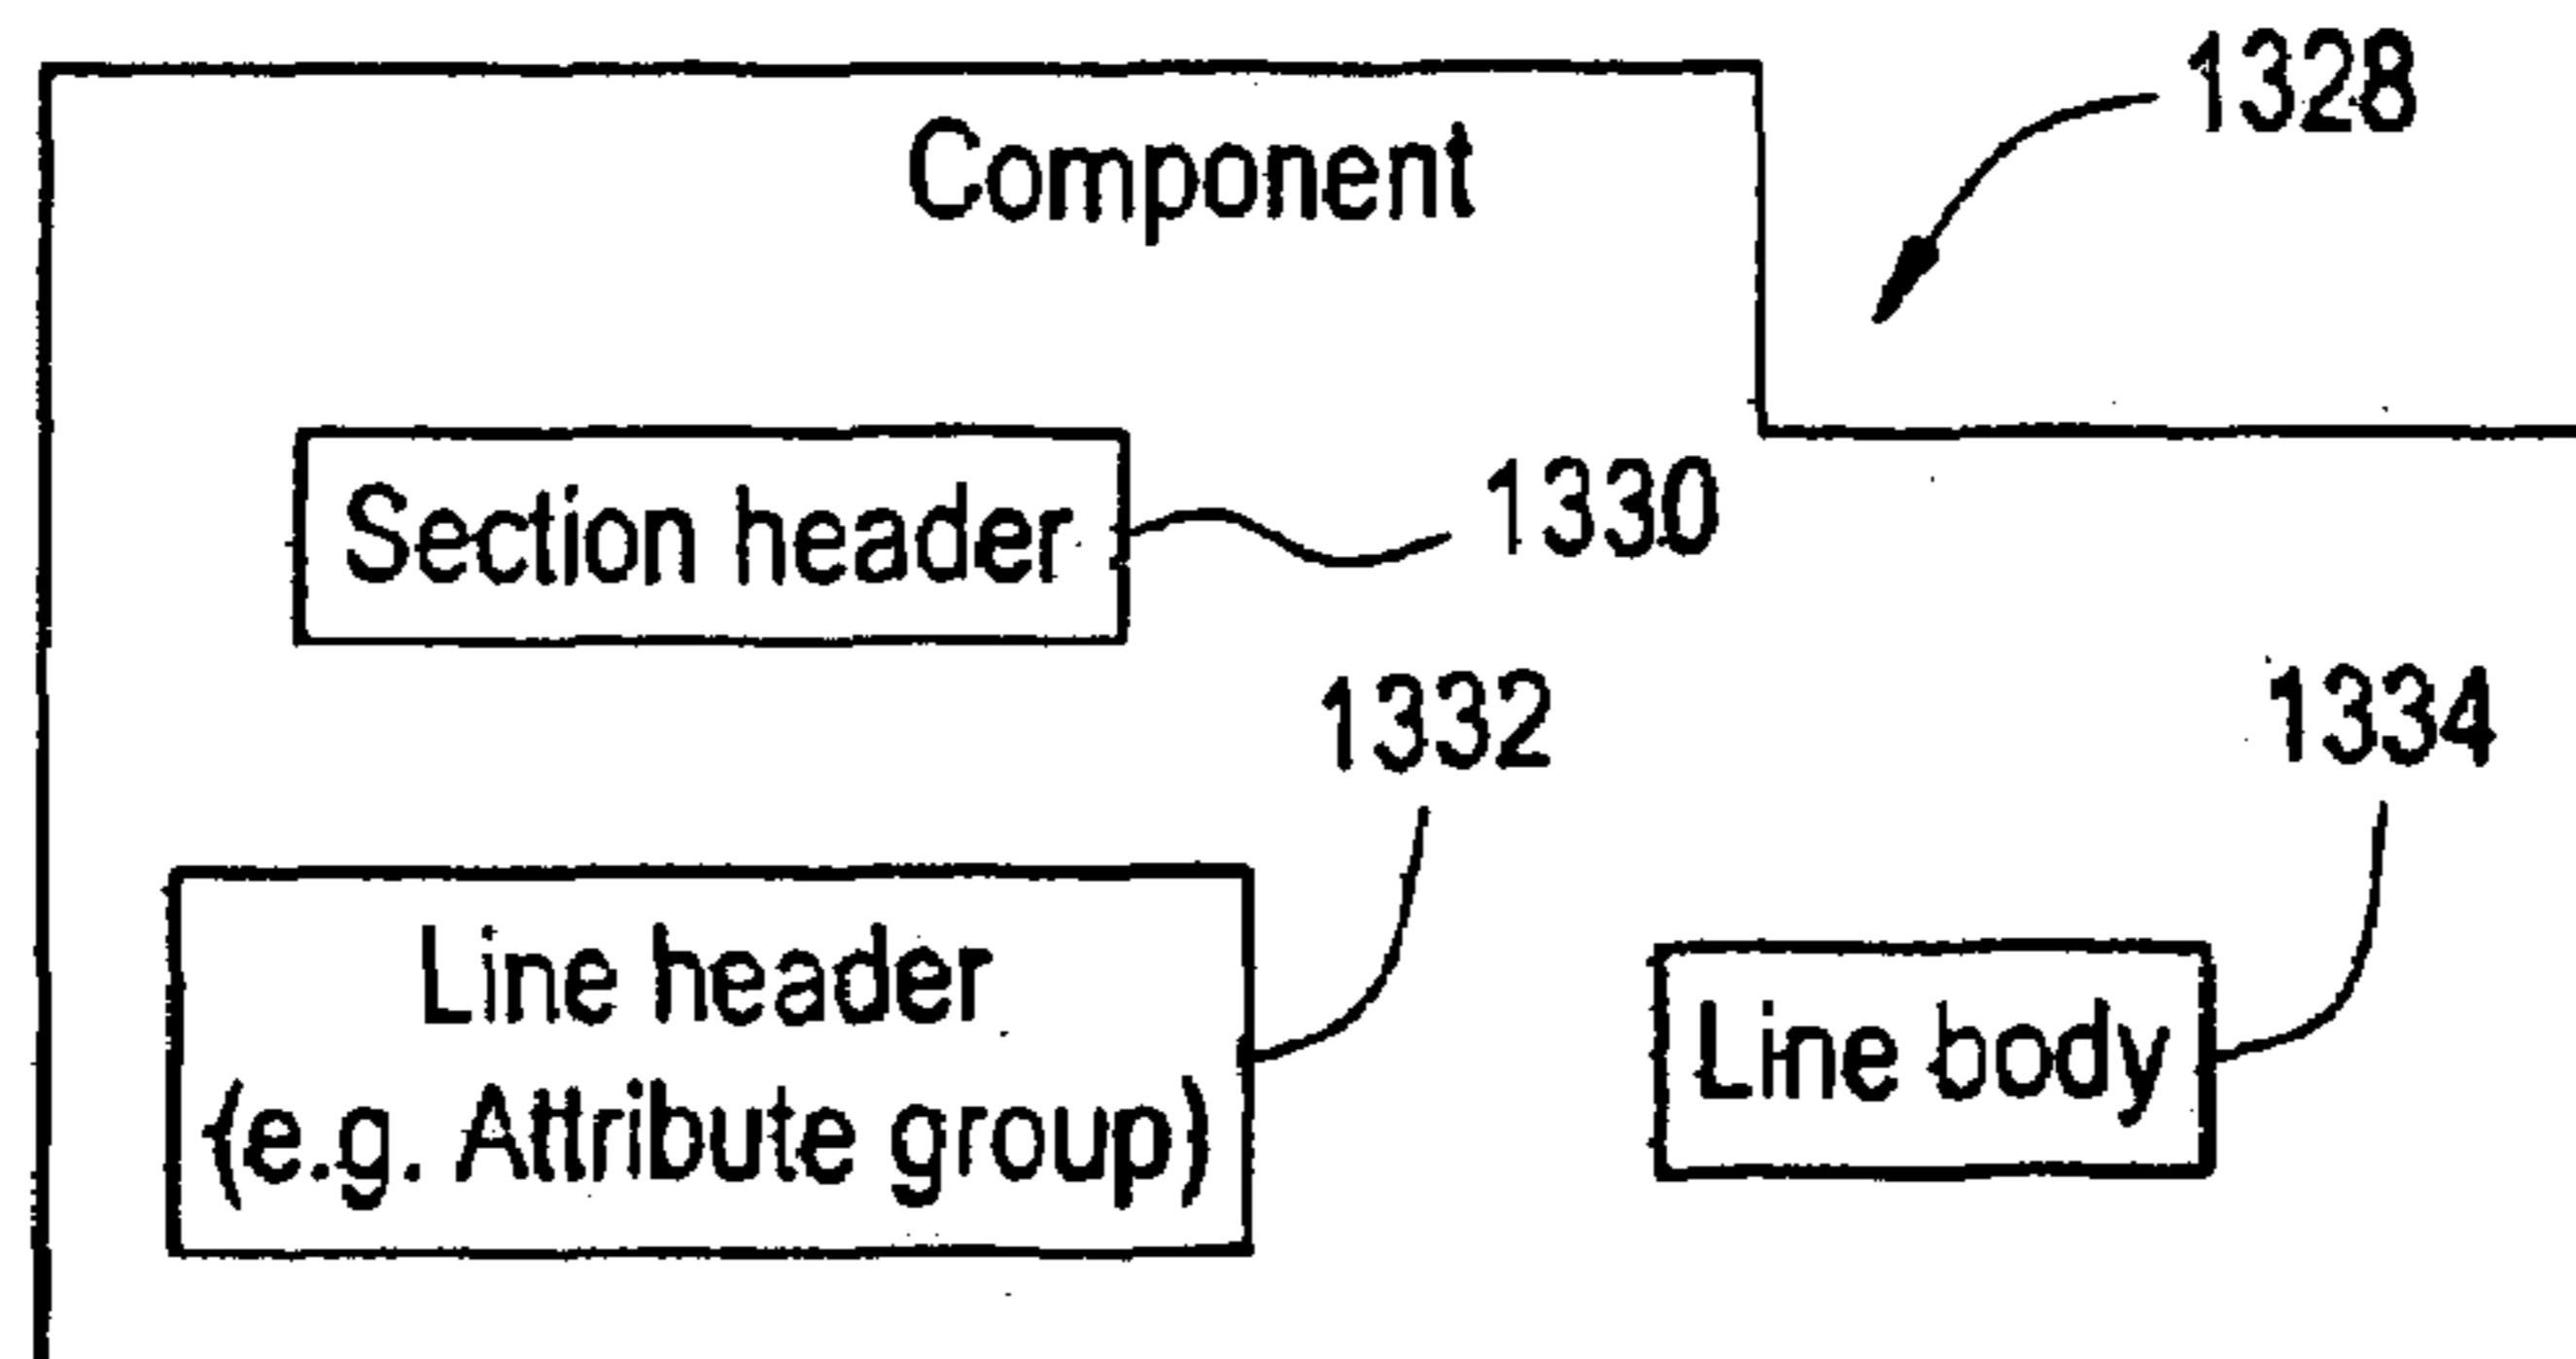 Component
1328
Section header
1330
1332
1334
Line header
(e.g. Attribute group)
Line body